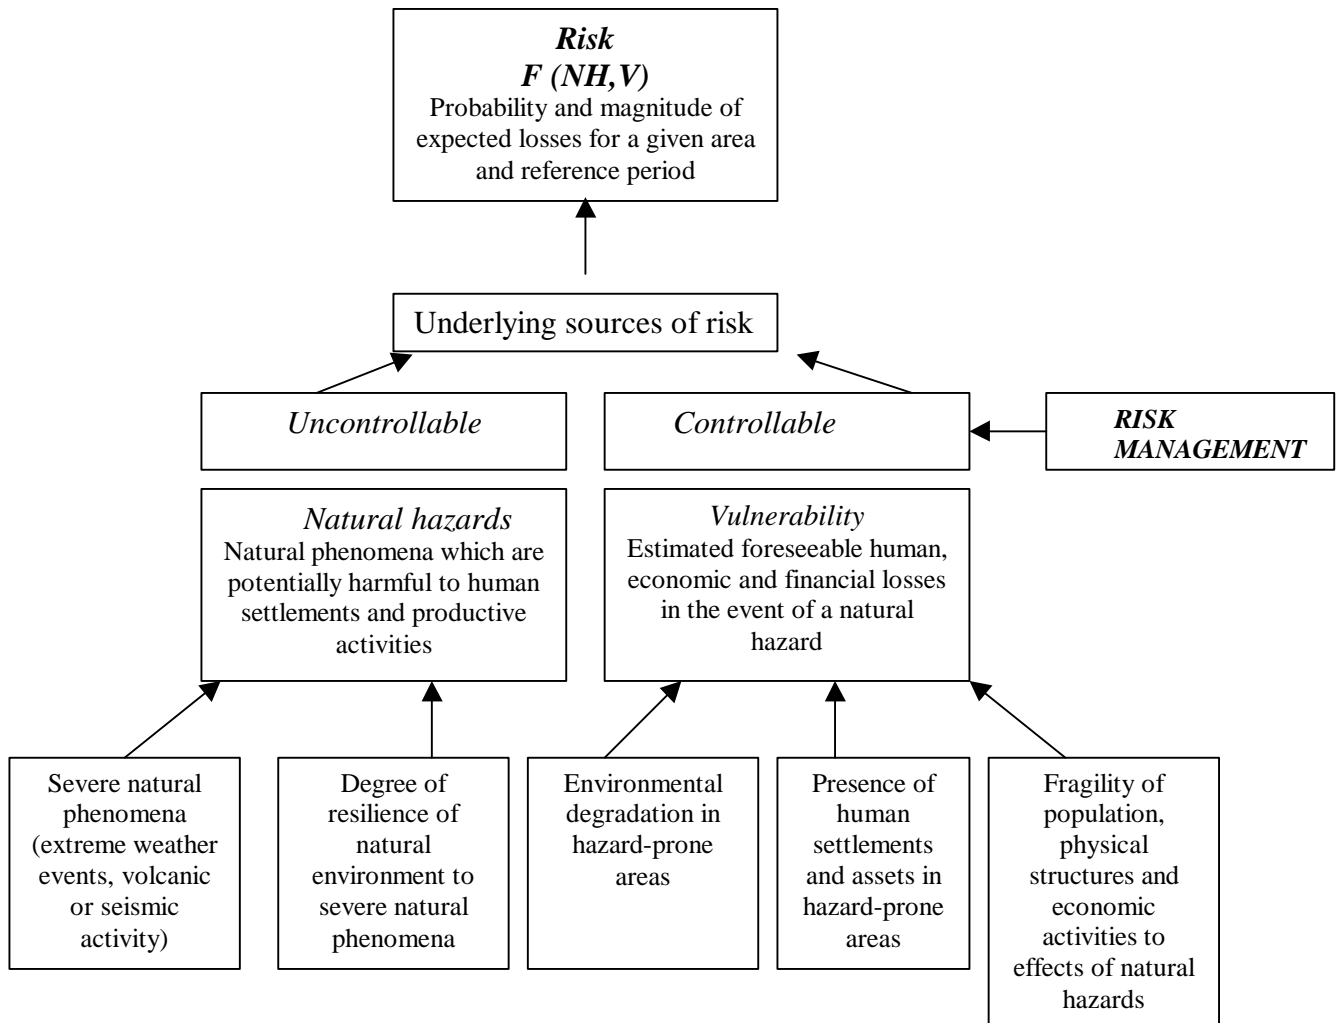 Risk
F (NH,V)
Probability and magnitude of
expected losses for a given area
and reference period
Underlying sources of risk
Uncontrollable
Controllable
RISK
MANAGEMENT
Natural hazards
Natural phenomena which are
potentially harmful to human
settlements and productive
activities
Vulnerability
Estimated foreseeable human,
economic and financial losses
in the event of a natural
hazard
Severe natural
phenomena
(extreme weather
events, volcanic
or seismic
activity)
Degree of
resilience of
natural
environment to
severe natural
phenomena
Environmental
degradation in
hazard-prone
areas
Presence of
human
settlements
and assets in
hazard-prone
areas
Fragility of
population,
physical
structures and
economic
activities to
effects of natural
hazards